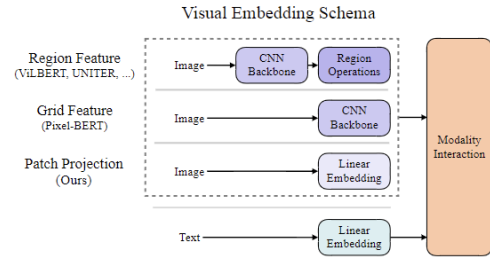 Visual Embedding Schema
Region Feature
(ViLBERT, UNITER, ...)
Image
CNN
Backbone
Region
Operations
Grid Feature
(Pixel-BERT)
Image
CNN
Backbone
Patch Projection
(Ours)
Image
Linear
Embedding
Modality
Interaction
Text
Linear
Embedding